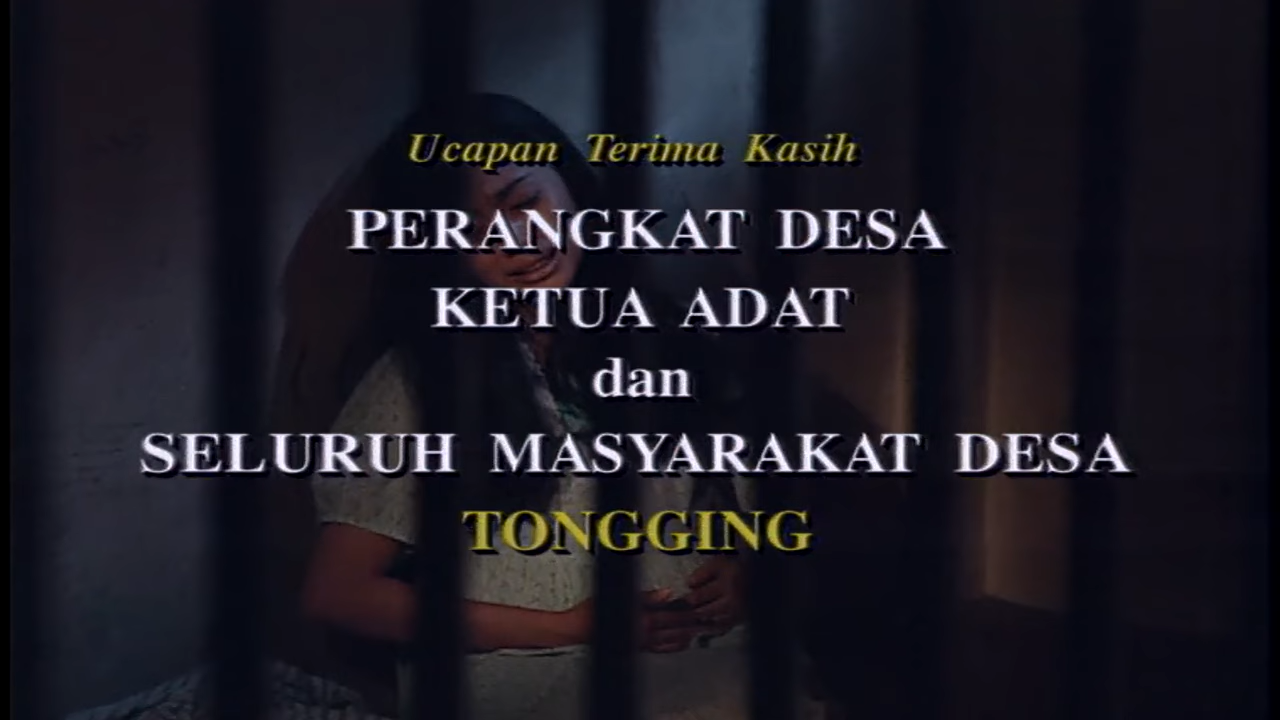 Ucapan Terima Kasih
PERANGKAT DESA
KETUA ADAT
dan
SELURUH MASYARAKAT DESA
TONGGING